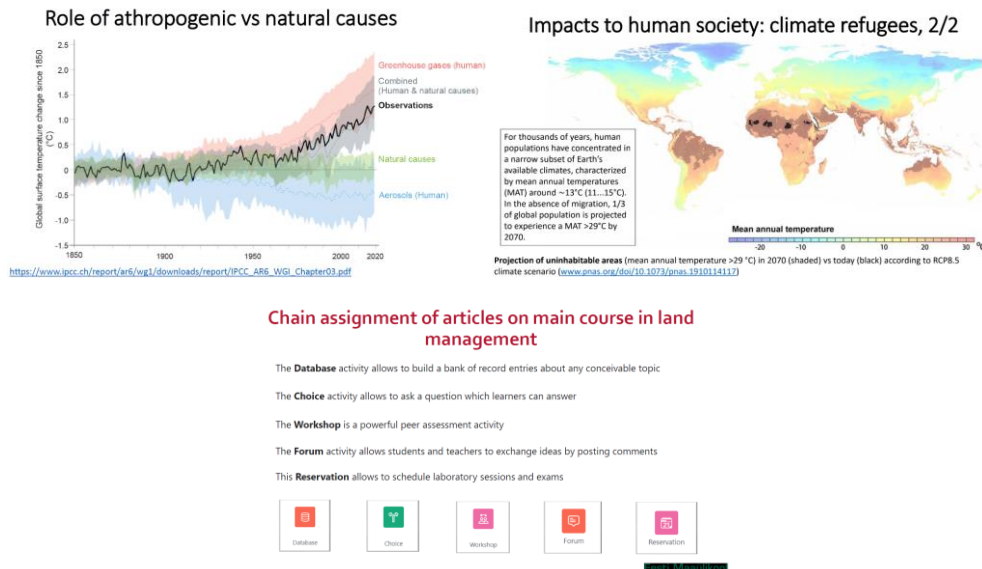 Role of athropogenic vs natural causes
2.5
2.0
1.5
1.0
0.5
0
-0.5
-1.0
-1.5
Global surface temperature change since 1850
(°C)
Greenhouse gases (human)
Combined
(Human & natural causes)
Observations
Natural causes
Aerosols (Human)
1850
1900
1950
2000
2020
https://www.ipcc.ch/report/ar6/wg1/downloads/report/IPCC_AR6_WGI_Chapter03.pdf
Impacts to human society: climate refugees, 2/2
For thousands of years, human
populations have concentrated in
a narrow subset of Earth's
available climates, characterized
by mean annual temperatures
(MAT) around ~13°C (11...15°C).
In the absence of migration, 1/3
of global population is projected
to experience a MAT >29°C by
2070.
Mean annual temperature
-20 -10 0 10 20 30
Projection of uninhabitable areas (mean annual temperature >29 °C) in 2070 (shaded) vs today (black) according to RCP8.5
climate scenario (www.pnas.org/doi/10.1073/pnas.1910114117)
Chain assignment of articles on main course in land
management
The Database activity allows to build a bank of record entries about any conceivable topic
The Choice activity allows to ask a question which learners can answer
The Workshop is a powerful peer assessment activity
The Forum activity allows students and teachers to exchange ideas by posting comments
This Reservation allows to schedule laboratory sessions and exams
Database
Choice
Workshop
Forum
Reservation